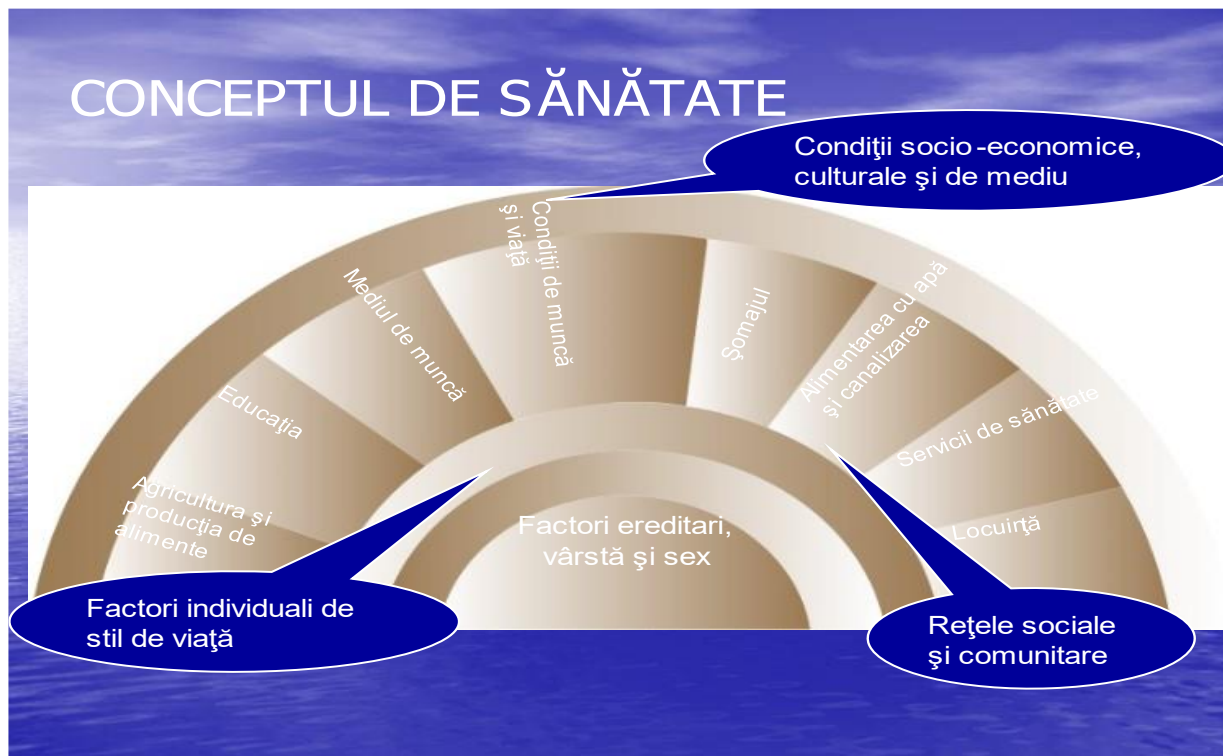 CONCEPTUL DE SĂNĂTATE
Condiţii socio-economice,
culturale şi de mediu
Condiţii de muncă
şi viaţă
Mediul de muncă
Şomajul
Alimentarea cu apă
şi canalizarea
Educaţia
Servicii de sănătate
Agricultura şi
producţia de
alimente
Factori ereditari,
vârstă şi sex
Locuinţă
Factori individuali de
stil de viaţă
Reţele sociale
şi comunitare